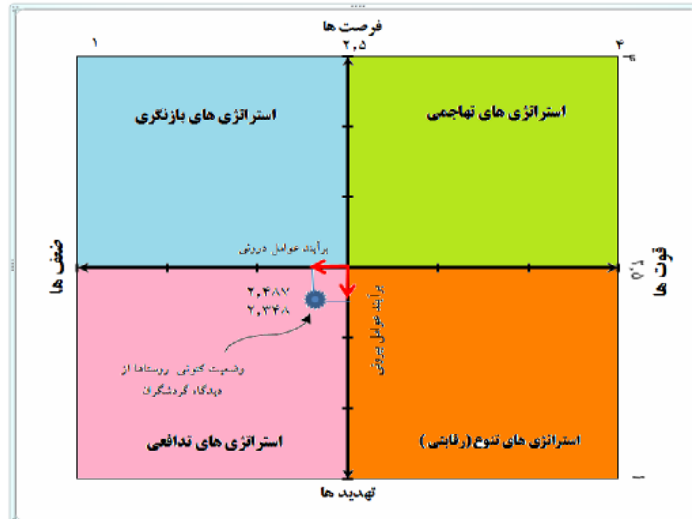 فرصت ها
۱
۲,۵
۴
استراتژی های بازنگری
استراتژی های تهاجمی
ضعف ها
برآیند عوامل درونی
قوت ها
۲,۴۸۷
۲,۳۴۸
برآیند عوامل بیرونی
وضعیت کنونی روستاها از
دیدگاه گردشگران
استراتژی های تدافعی
استراتژی های تنوع (رقابتی)
تهدید ها